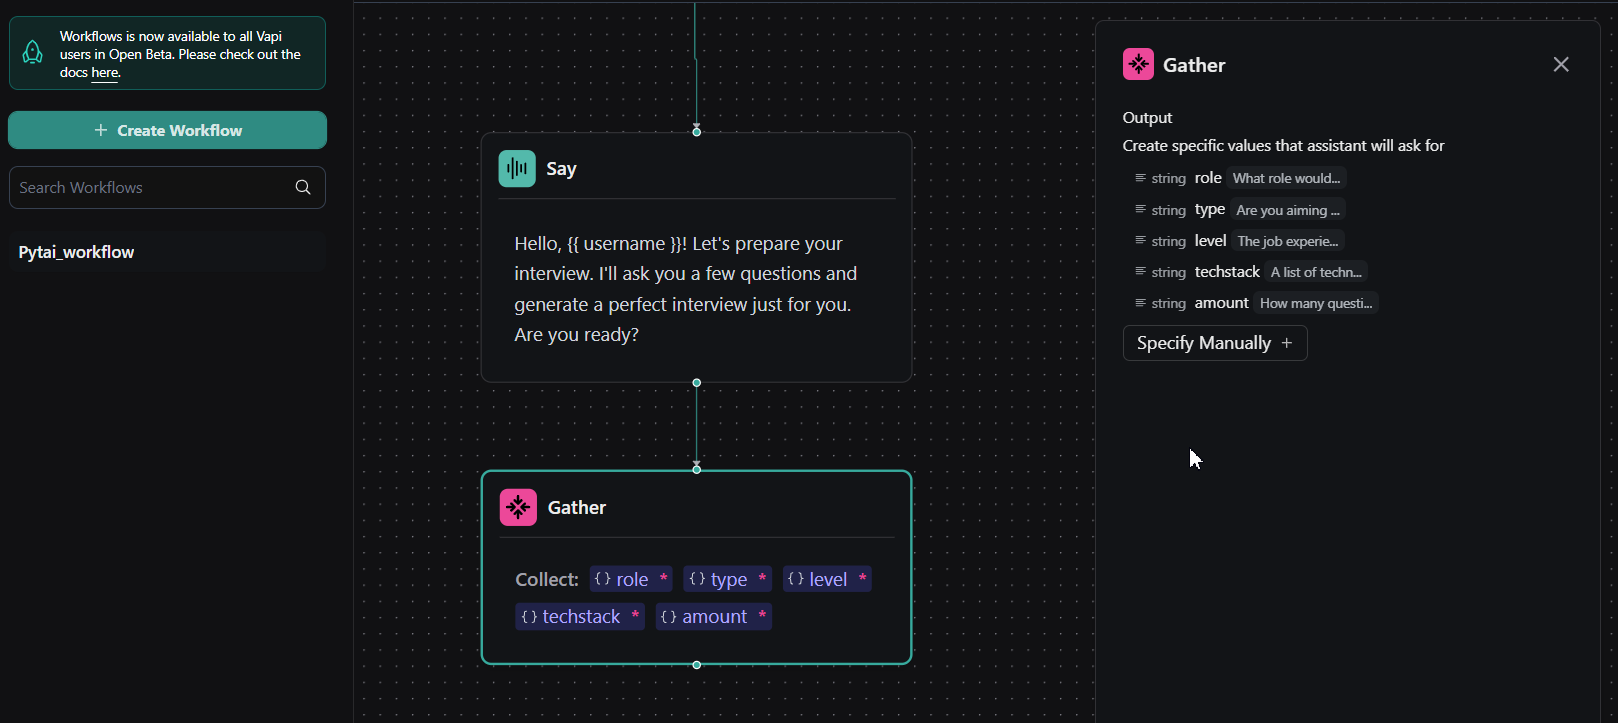 Workflows is now available to all Vapi
users in Open Beta. Please check out the
docs here.
+ Create Workflow
Search Workflows
Pytai_workflow
Say
Hello, {{ username }}! Let's prepare your
interview. I'll ask you a few questions and
generate a perfect interview just for you.
Are you ready?
Gather
Collect: {} role * {} type * {} level *
{} techstack * {} amount *
Gather
Output
Create specific values that assistant will ask for
string role What role would...
string type Are you aiming ...
string level The job experie...
string techstack A list of techn...
string amount How many questi...
Specify Manually +